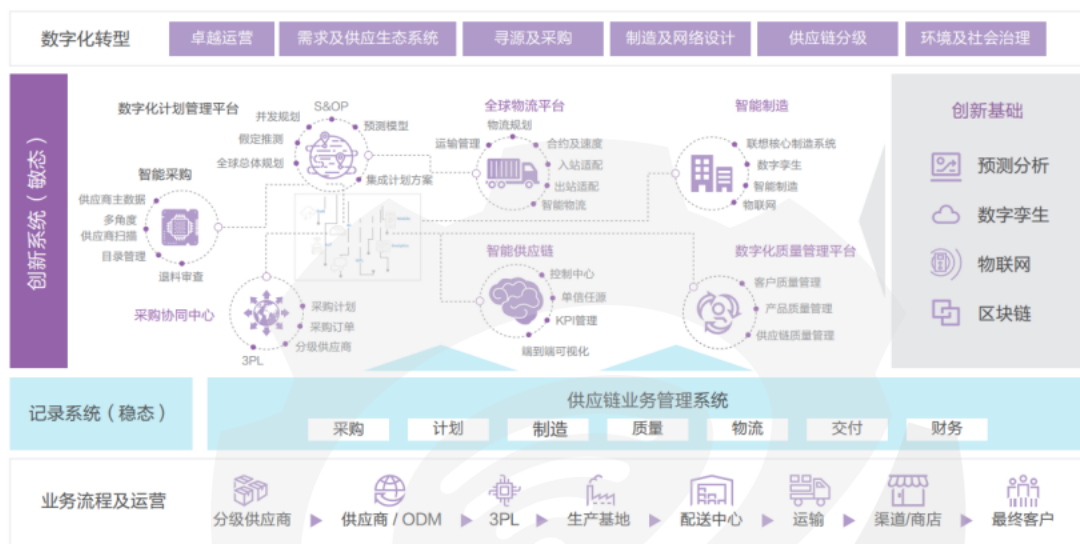 数字化转型
卓越运营
需求及供应生态系统
寻源及采购
制造及网络设计
供应链分级
环境及社会治理
创新系统（敏态）
数字化计划管理平台
S&OP
并发规划
预测模型
假定推测
全球总体规划
集成计划方案
智能采购
供应商主数据
多角度
供应商扫描
目录管理
退料审查
采购协同中心
采购计划
采购订单
分级供应商
3PL
全球物流平台
物流规划
运输管理
合约及速度
入站适配
出站适配
智能物流
智能供应链
控制中心
单信任源
KPI管理
端到端可视化
智能制造
联想核心制造系统
数字孪生
智能制造
物联网
数字化质量管理平台
客户质量管理
产品质量管理
供应链质量管理
创新基础
预测分析
数字孪生
物联网
区块链
记录系统（稳态）
供应链业务管理系统
采购
计划
制造
质量
物流
交付
财务
业务流程及运营
分级供应商
供应商 / ODM
3PL
生产基地
配送中心
运输
渠道/商店
最终客户